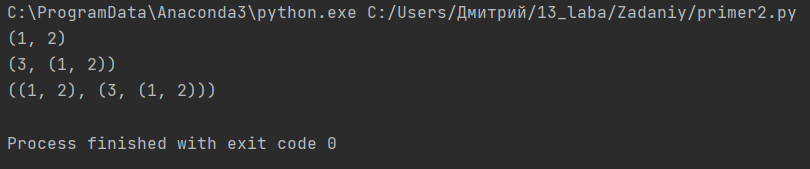 C:\ProgramData\Anaconda3\python.exe C:/Users/Дмитрий/13_laba/Zadaniy/primer2.py
(1, 2)
(3, (1, 2))
((1, 2), (3, (1, 2)))
Process finished with exit code 0